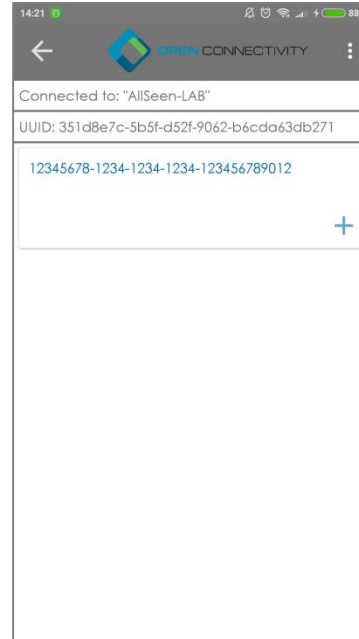 14:21
88
OPEN CONNECTIVITY
Connected to: "AllSeen-LAB"
UUID: 351d8e7c-5b5f-d52f-9062-b6cda63db271
12345678-1234-1234-1234-123456789012
+